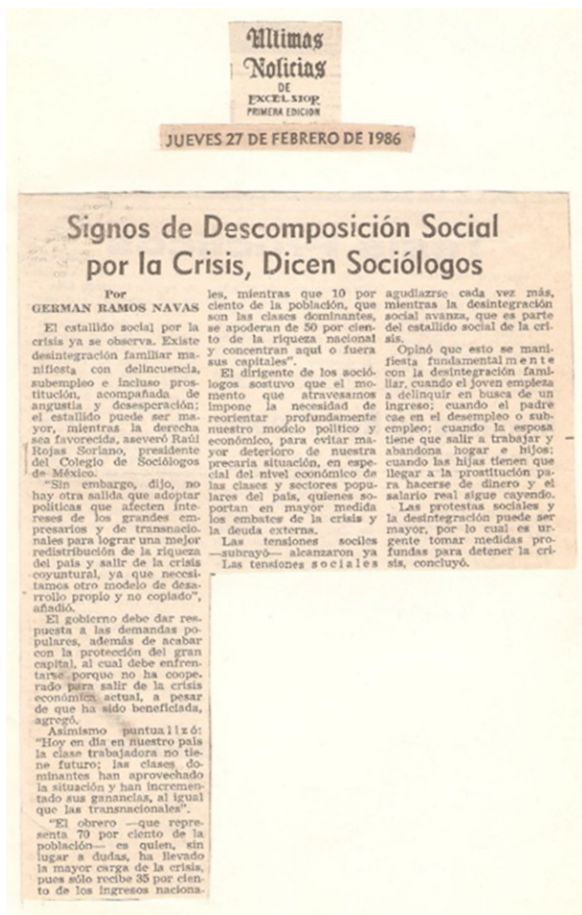 Ultimas
Noticias
DE
EXCELSIOR
PRIMERA EDICION
JUEVES 27 DE FEBRERO DE 1986
Signos de Descomposición Social
por la Crisis, Dicen Sociólogos
Por
GERMAN RAMOS NAVAS
El estallido social por la
crisis ya se observa. Existe
desintegración familiar ma-
nifiesta con delincuencia,
subempleo e incluso pros-
titución, acompañada de
angustia y desesperación;
el estallido puede ser ma-
yor, mientras la derecha
sea favorecida, aseveró Raúl
Rojas Soriano, presidente
del Colegio de Sociólogos
de México.
"Sin embargo, dijo, no
hay otra salida que adoptar
políticas que afecten inte-
reses de los grandes em-
presarios y de transnacio-
nales para lograr una mejor
redistribución de la riqueza
del país y salir de la crisis
coyuntural, ya que necesi-
tamos otro modelo de desa-
rrollo propio y no copiado",
añadió.
El gobierno debe dar res-
puesta a las demandas po-
pulares, además de acabar
con la protección del gran
capital, al cual debe enfren-
tarse porque no ha coope-
rado para salir de la crisis
económica actual, a pesar
de que ha sido beneficiada,
agregó.
Asimismo puntualizó:
"Hoy en día en nuestro país
la clase trabajadora no tie-
ne futuro; las clases do-
minantes han aprovechado
la situación y han incremen-
tado sus ganancias, al igual
que las transnacionales".
"El obrero —que repre-
senta 70 por ciento de la
población— es quien, sin
lugar a dudas, ha llevado
la mayor carga de la crisis,
pues sólo recibe 35 por cien-
to de los ingresos naciona-
les, mientras que 10 por
ciento de la población, que
son las clases dominantes,
se apoderan de 50 por cien-
to de la riqueza nacional
y concentran aquí o fuera
sus capitales".
El dirigente de los soció-
logos sostuvo que el mo-
mento que atravesamos
impone la necesidad de
reorientar profundamente
nuestro modelo político y
económico, para evitar ma-
yor deterioro de nuestra
precaria situación, en espe-
cial del nivel económico de
las clases y sectores popu-
lares del país, quienes so-
portan en mayor medida
los embates de la crisis y
la deuda externa.
Las tensiones sociles
—subrayó— alcanzaron ya
Las tensiones sociales
agudiazrse cada vez más,
mientras la desintegración
social avanza, que es parte
del estallido social de la cri-
sis.
Opinó que esto se mani-
fiesta fundamental mente
con la desintegración fami-
liar, cuando el joven empieza
a delinquir en busca de un
ingreso; cuando el padre
cae en el desempleo o sub-
empleo; cuando la esposa
tiene que salir a trabajar y
abandona hogar e hijos;
cuando las hijas tienen que
llegar a la prostitución pa-
ra hacerse de dinero y el
salario real sigue cayendo.
Las protestas sociales y
la desintegración puede ser
mayor, por lo cual es ur-
gente tomar medidas pro-
fundas para detener la cri-
sis, concluyó.